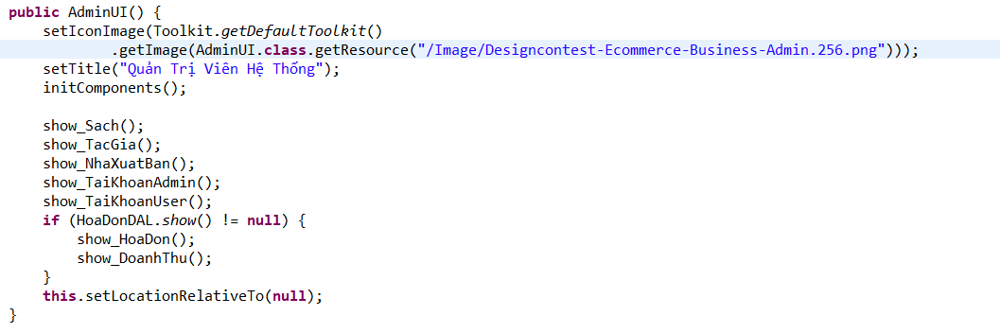 public AdminUI() {
    setIconImage(Toolkit.getDefaultToolkit()
            .getImage(AdminUI.class.getResource("/Image/Designcontest-Ecommerce-Business-Admin.256.png")));
    setTitle("Quản Trị Viên Hệ Thống");
    initComponents();

    show_Sach();
    show_TacGia();
    show_NhaXuatBan();
    show_TaiKhoanAdmin();
    show_TaiKhoanUser();
    if (HoaDonDAL.show() != null) {
        show_HoaDon();
        show_DoanhThu();
    }
    this.setLocationRelativeTo(null);
}